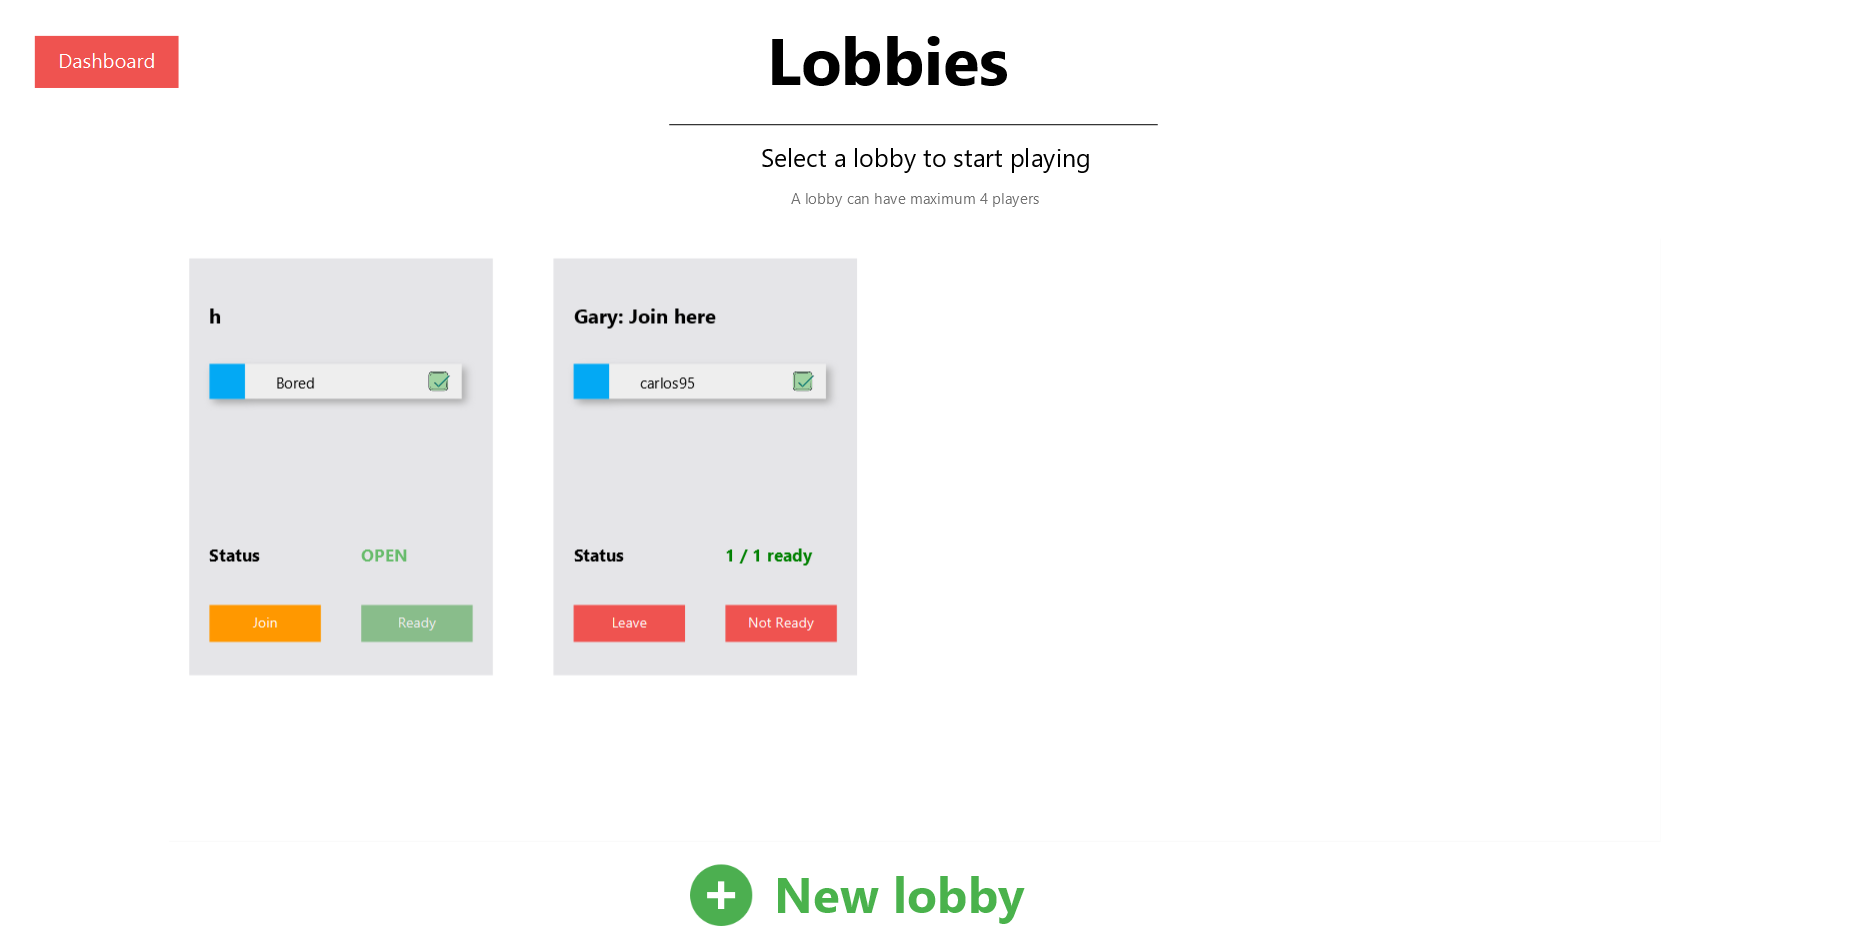 Dashboard
Lobbies
Select a lobby to start playing
A lobby can have maximum 4 players
h
Bored
Status OPEN
Join Ready
Gary: Join here
carlos95
Status 1 / 1 ready
Leave Not Ready
New lobby